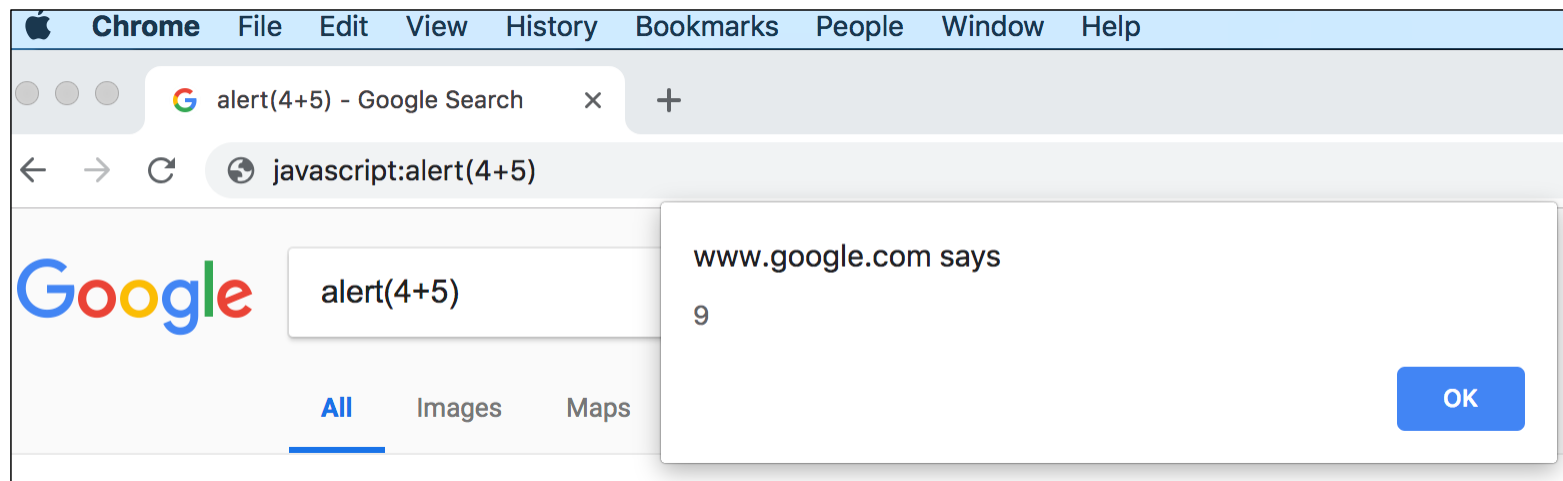 Chrome File Edit View History Bookmarks People Window Help
alert(4+5) - Google Search
javascript:alert(4+5)
Google
alert(4+5)
All Images Maps
www.google.com says
9
OK